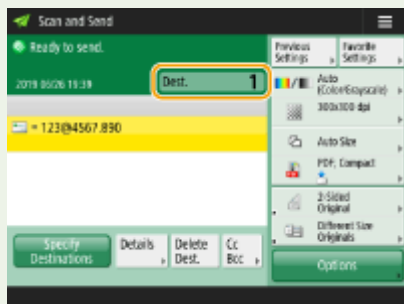 Scan and Send
Ready to send.
2019 05/26 19:39
Dest. 1
= 123@4567.890
Specify
Destinations
Details
Delete
Dest.
Cc
Bcc
Previous
Settings
Favorite
Settings
Auto
(Color/Grayscale)
300x300 dpi
Auto Size
PDF, Compact
2-Sided
Original
Different Size
Originals
Options